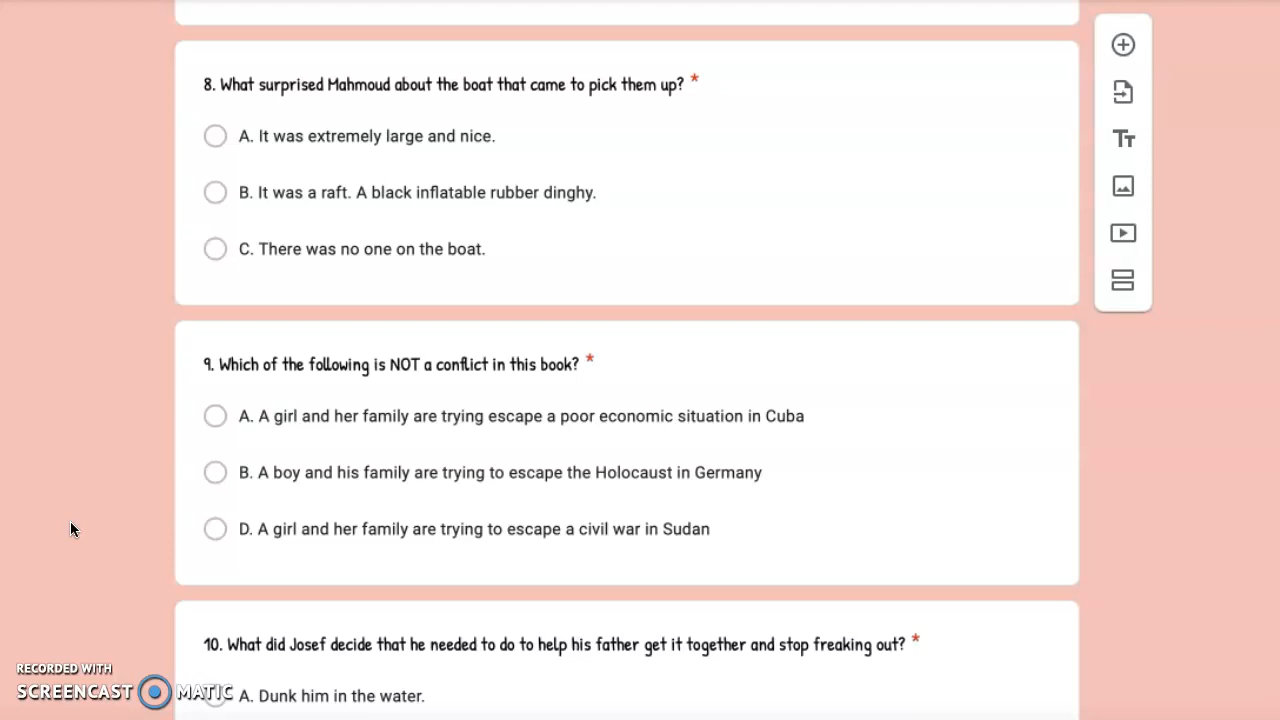 8. What surprised Mahmoud about the boat that came to pick them up? *
A. It was extremely large and nice.
B. It was a raft. A black inflatable rubber dinghy.
C. There was no one on the boat.
9. Which of the following is NOT a conflict in this book? *
A. A girl and her family are trying escape a poor economic situation in Cuba
B. A boy and his family are trying to escape the Holocaust in Germany
D. A girl and her family are trying to escape a civil war in Sudan
10. What did Josef decide that he needed to do to help his father get it together and stop freaking out? *
A. Dunk him in the water.
RECORDED WITH
SCREENCAST MATIC
Tт